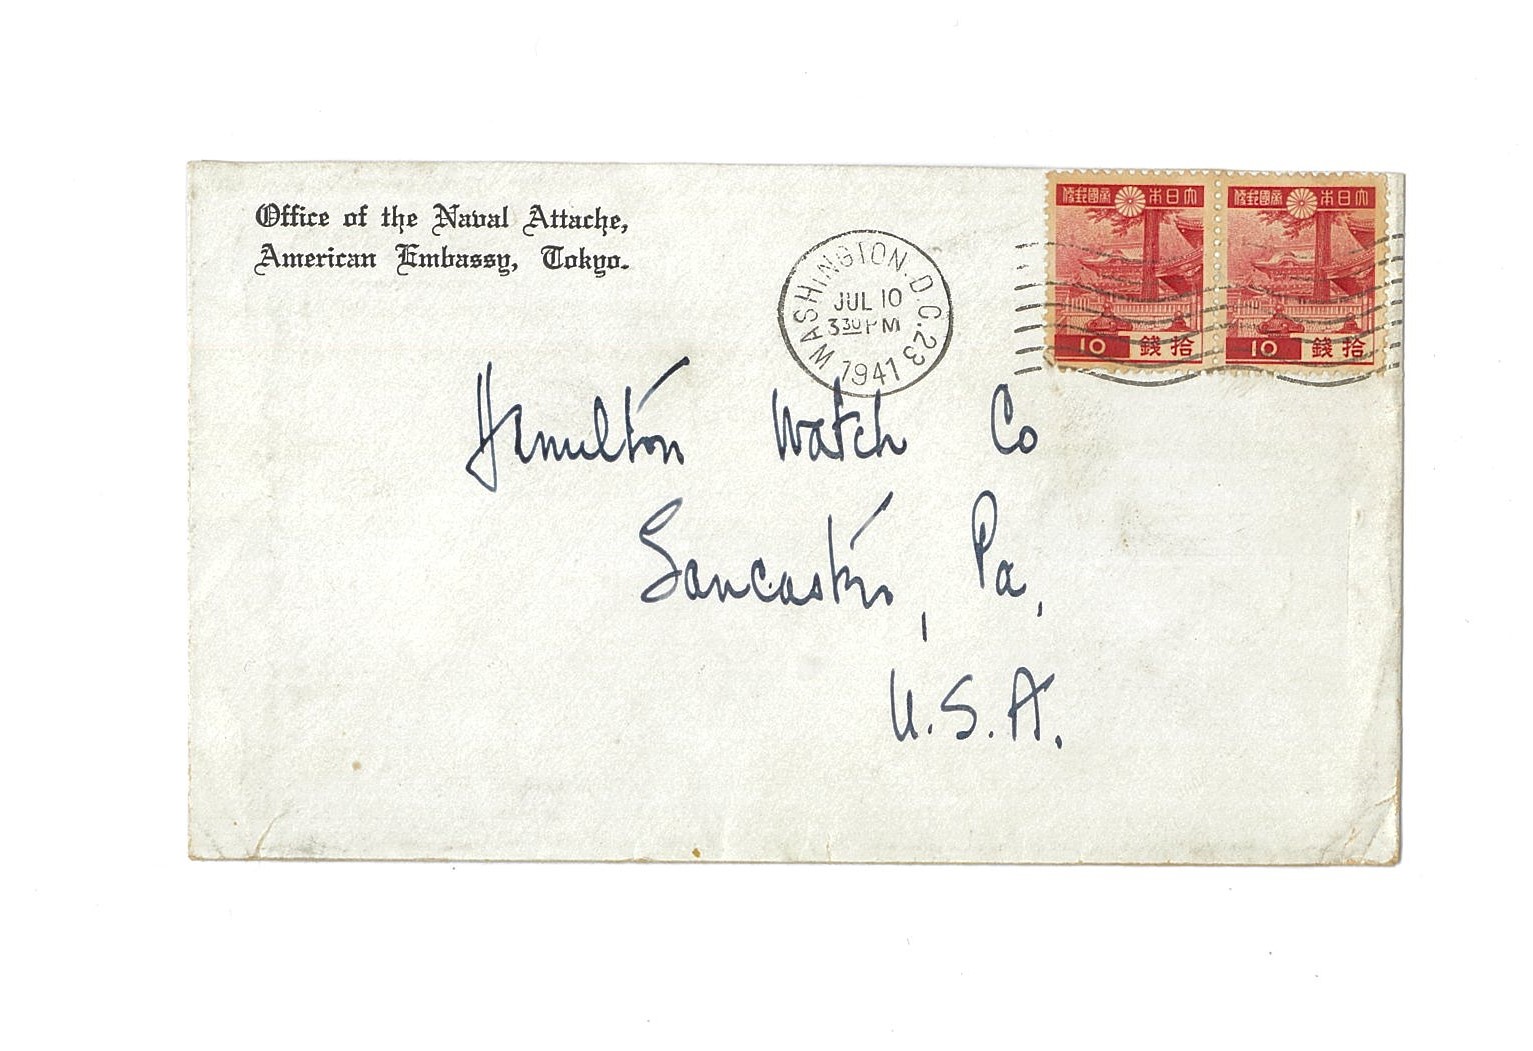 Office of the Naval Attache,
American Embassy, Tokyo.
WASHINGTON, D.C. 23
JUL 10
3 30 PM
1941
便郵國帝 本日大
10 錢拾
便郵國帝 本日大
10 錢拾
Hamilton Watch Co
Lancaster, Pa,
U.S.A.